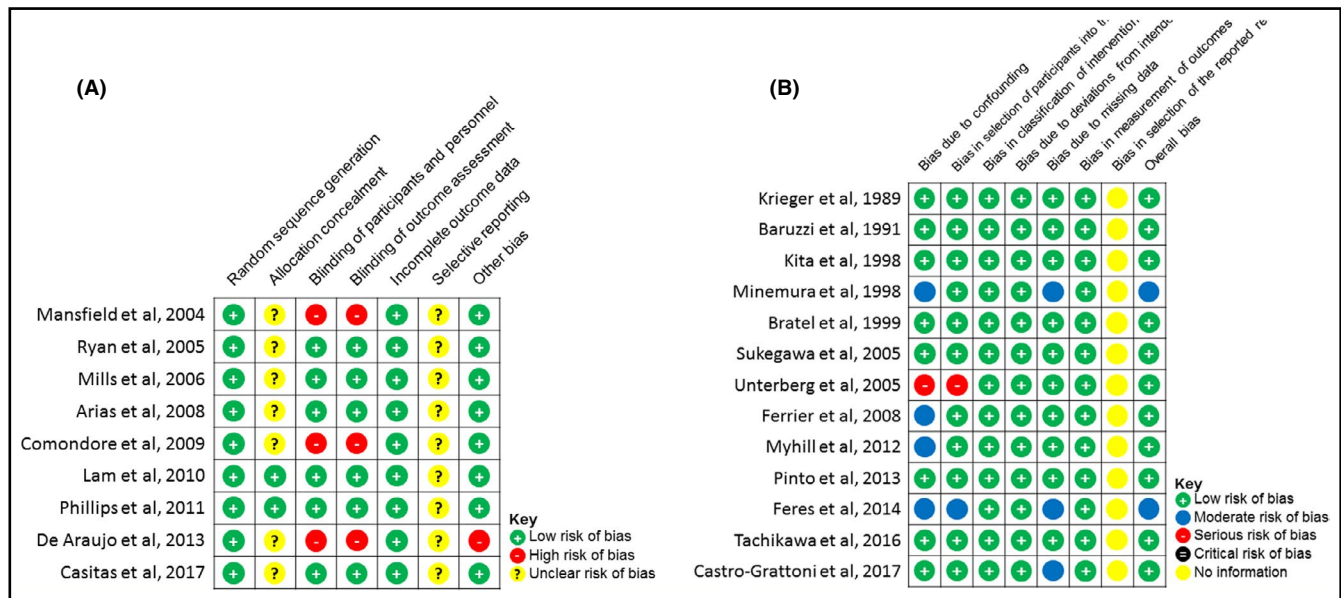 (A)
Random sequence generation
Allocation concealment
Blinding of participants and personnel
Blinding of outcome assessment
Incomplete outcome data
Selective reporting
Other bias
Mansfield et al, 2004
+ ? - - + ? +
Ryan et al, 2005
+ ? + + + ? +
Mills et al, 2006
+ ? + + + ? +
Arias et al, 2008
+ ? + + + ? +
Comondore et al, 2009
+ ? - - + ? +
Lam et al, 2010
+ + + + + ? +
Phillips et al, 2011
+ + + + + ? +
De Araujo et al, 2013
+ ? - - + ? -
Casitas et al, 2017
+ ? + + + ? +
Key
+ Low risk of bias
- High risk of bias
? Unclear risk of bias
(B)
Bias due to confounding
Bias in selection of participants into
Bias in classification of intervention
Bias due to deviations from
Bias due to missing data
Bias in measurement of outcomes
Bias in selection of the reported
Overall bias
Krieger et al, 1989
+ + + + + + +
Baruzzi et al, 1991
+ + + + + + +
Kita et al, 1998
+ + + + + + +
Minemura et al, 1998
+ + + +
Bratel et al, 1999
+ + + + + + +
Sukegawa et al, 2005
+ + + + + + +
Unterberg et al, 2005
- - + + + + +
Ferrier et al, 2008
+ + + + + +
Myhill et al, 2012
+ + + + + +
Pinto et al, 2013
+ + + + + + +
Feres et al, 2014
+ + +
Tachikawa et al, 2016
+ + + + + + +
Castro-Grattoni et al, 2017
+ + + + + +
Key
+ Low risk of bias
Moderate risk of bias
- Serious risk of bias
= Critical risk of bias
No information